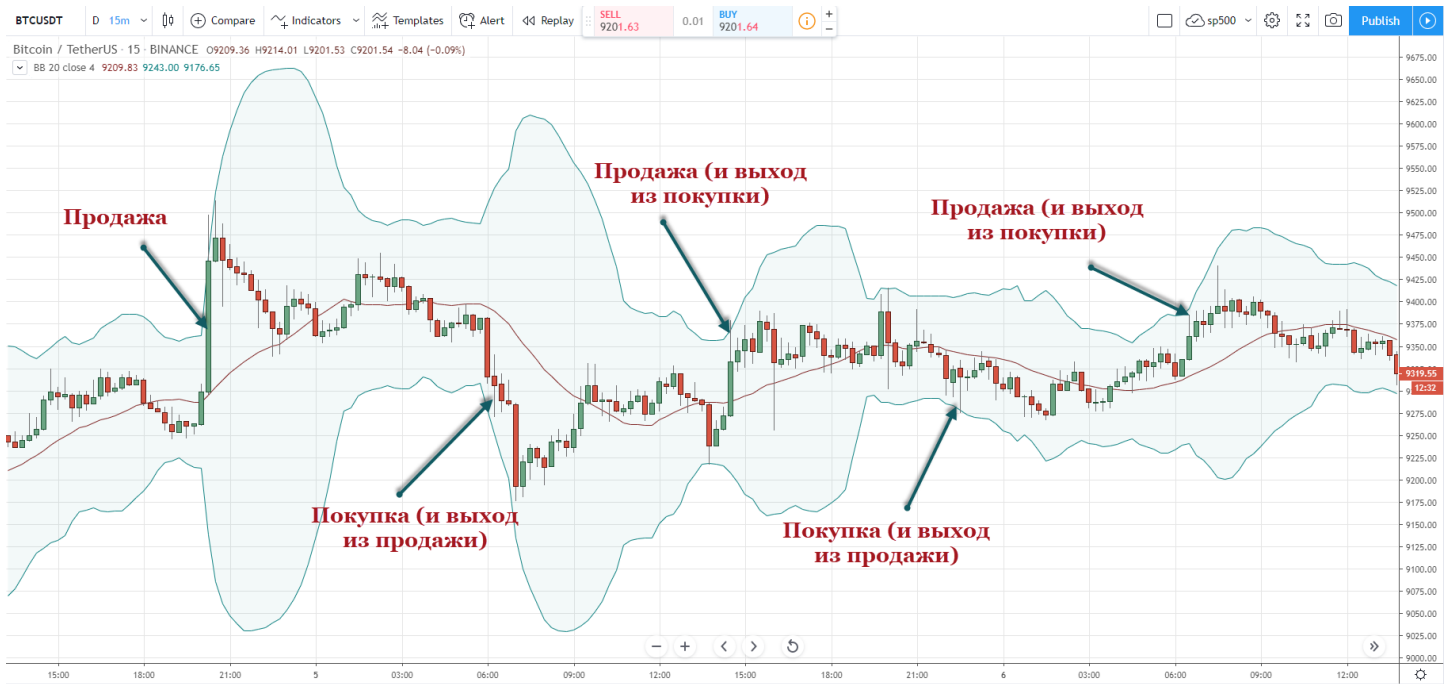 BTCUSDT D 15m Compare Indicators Templates Alert Replay SELL 9201.63 0.01 BUY 9201.64 + − sp500 Publish
Bitcoin / TetherUS · 15 · BINANCE O9209.36 H9214.01 L9201.53 C9201.54 −8.04 (−0.09%)
BB 20 close 4 9209.83 9243.00 9176.65
Продажа
Продажа (и выход
из покупки)
Продажа (и выход
из покупки)
Покупка (и выход
из продажи)
Покупка (и выход
из продажи)
9675.00
9650.00
9625.00
9600.00
9575.00
9550.00
9525.00
9500.00
9475.00
9450.00
9425.00
9400.00
9375.00
9350.00
9319.55
12:32
9275.00
9250.00
9225.00
9200.00
9175.00
9150.00
9125.00
9100.00
9075.00
9050.00
9025.00
9000.00
15:00 18:00 21:00 5 03:00 06:00 09:00 12:00 15:00 18:00 21:00 6 03:00 06:00 09:00 12:00